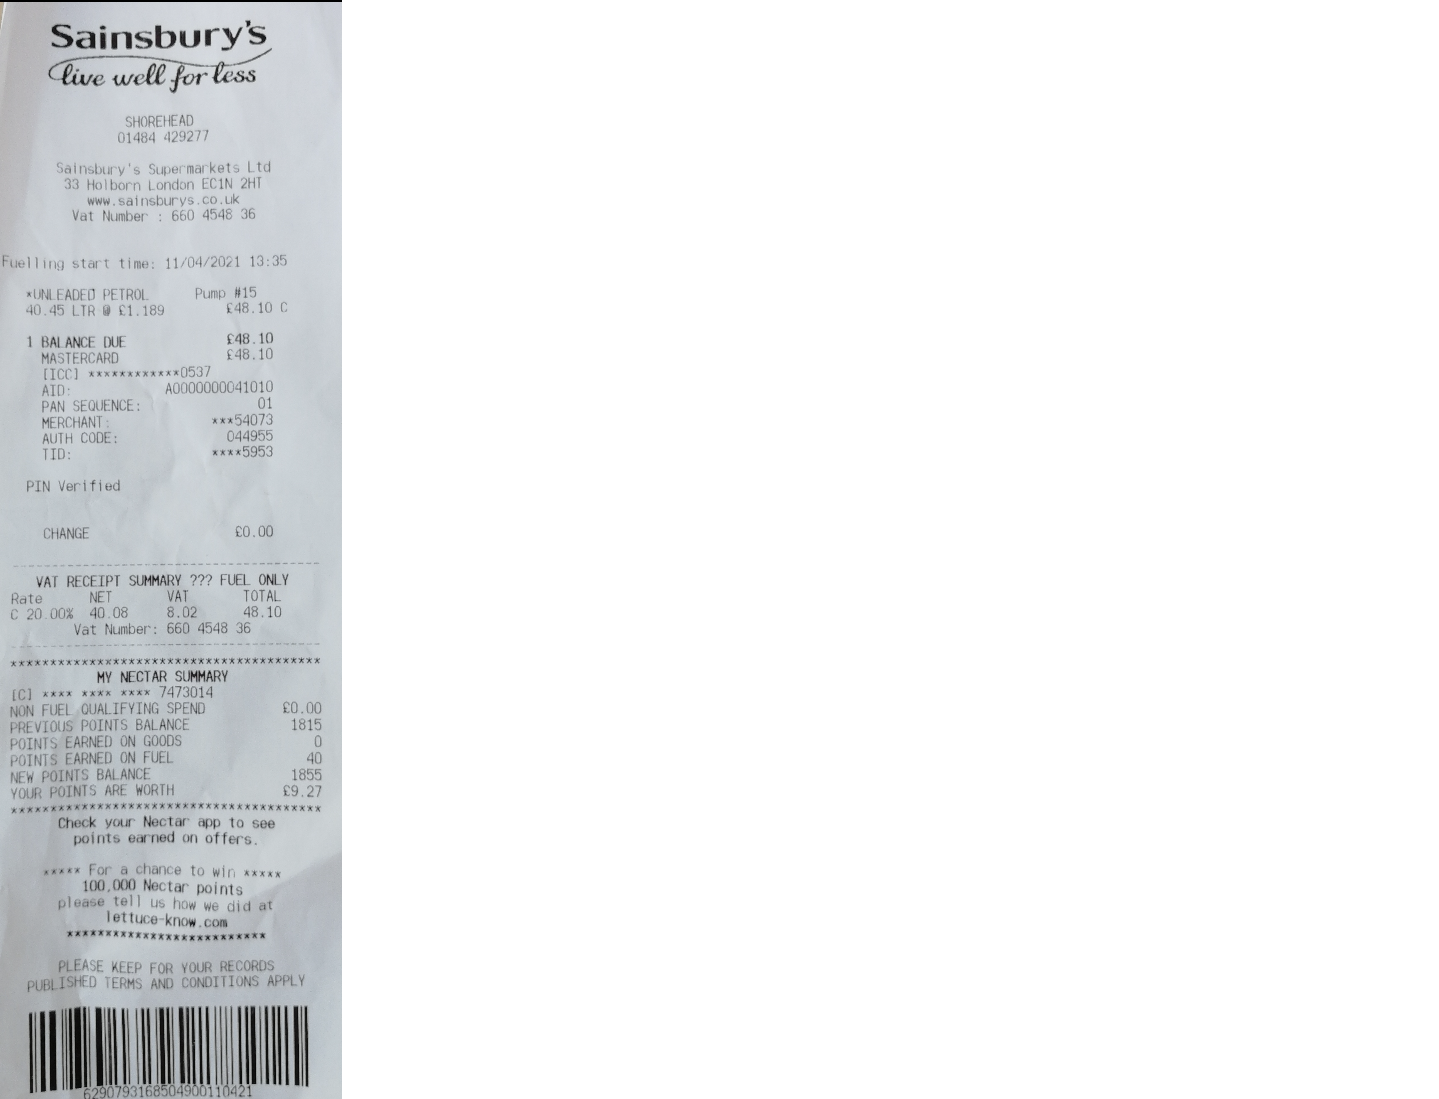 Sainsbury's
live well for less
SHOREHEAD
01484 429277
Sainsbury's Supermarkets Ltd
33 Holborn London EC1N 2HT
www.sainsburys.co.uk
Vat Number : 660 4548 36
Fuelling start time: 11/04/2021 13:35
*UNLEADED PETROL Pump #15
40.45 LTR @ £1.189 £48.10 C
1 BALANCE DUE £48.10
MASTERCARD £48.10
[ICC] ************0537
AID: A0000000041010
PAN SEQUENCE: 01
MERCHANT: ***54073
AUTH CODE: 044955
TID: ****5953
PIN Verified
CHANGE £0.00
VAT RECEIPT SUMMARY ??? FUEL ONLY
Rate NET VAT TOTAL
C 20.00% 40.08 8.02 48.10
Vat Number: 660 4548 36
****************************************
MY NECTAR SUMMARY
[C] **** **** **** 7473014
NON FUEL QUALIFYING SPEND £0.00
PREVIOUS POINTS BALANCE 1815
POINTS EARNED ON GOODS 0
POINTS EARNED ON FUEL 40
NEW POINTS BALANCE 1855
YOUR POINTS ARE WORTH £9.27
****************************************
Check your Nectar app to see
points earned on offers.
***** For a chance to win *****
100,000 Nectar points
please tell us how we did at
lettuce-know.com
**************************
PLEASE KEEP FOR YOUR RECORDS
PUBLISHED TERMS AND CONDITIONS APPLY
6290793168504900110421